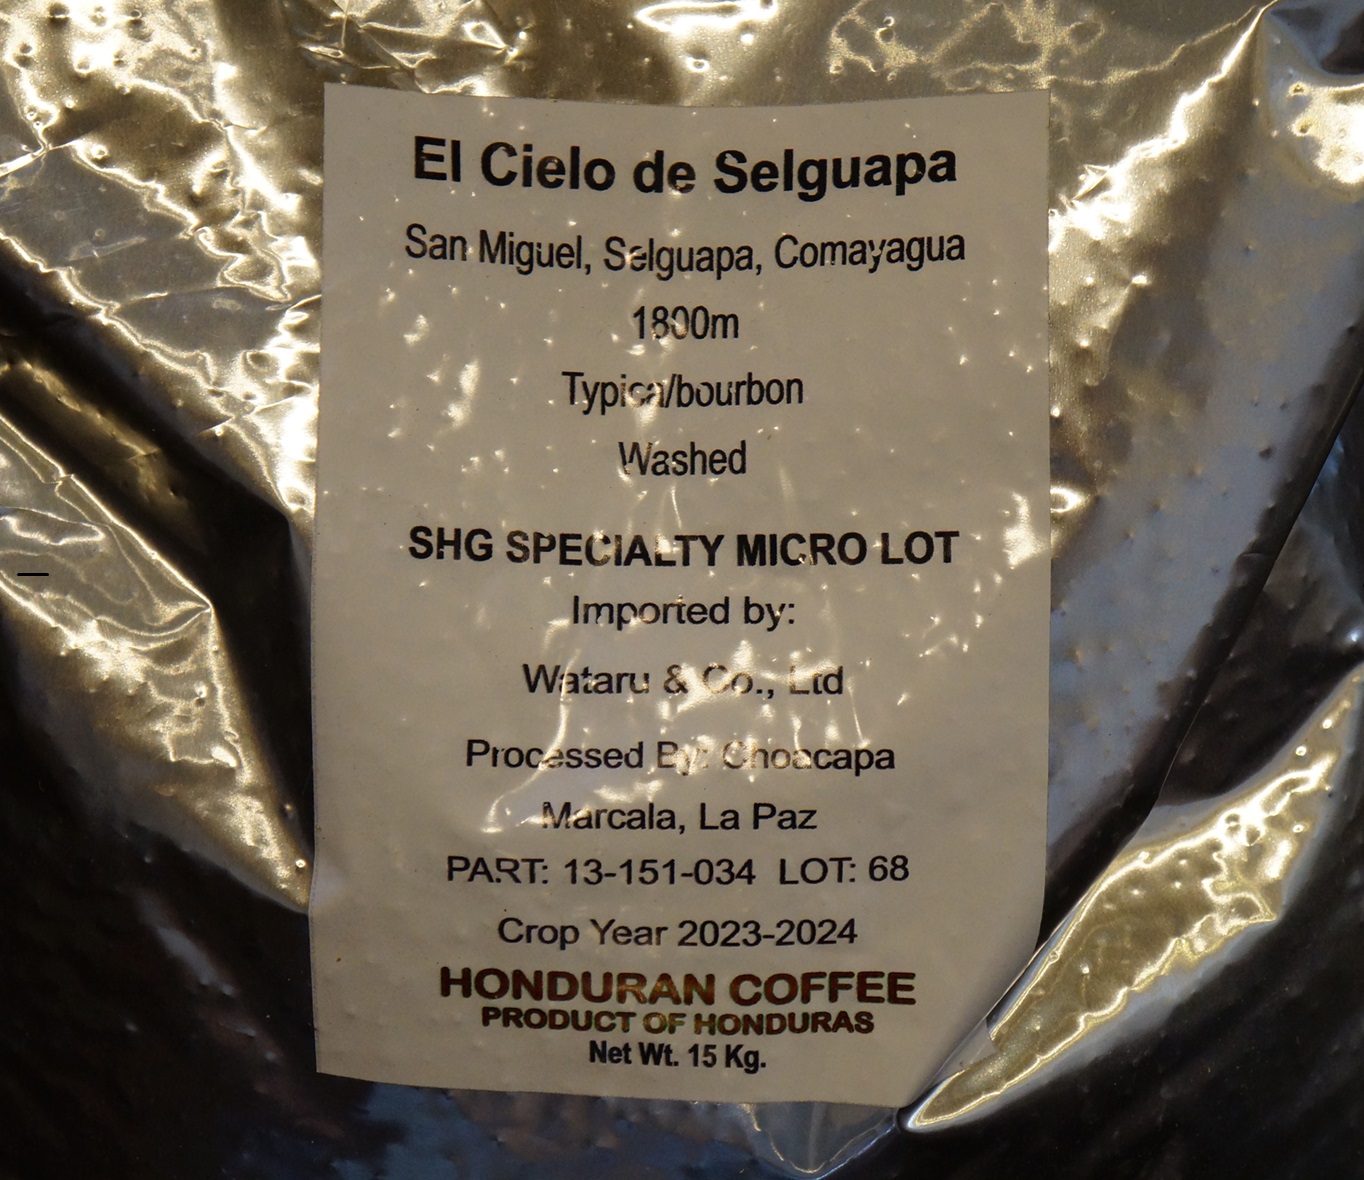 El Cielo de Selguapa
San Miguel, Selguapa, Comayagua
1800m
Typica/bourbon
Washed
SHG SPECIALTY MICRO LOT
Imported by:
Wataru & Co., Ltd
Processed By: Choacapa
Marcala, La Paz
PART: 13-151-034 LOT: 68
Crop Year 2023-2024
HONDURAN COFFEE
PRODUCT OF HONDURAS
Net Wt. 15 Kg.